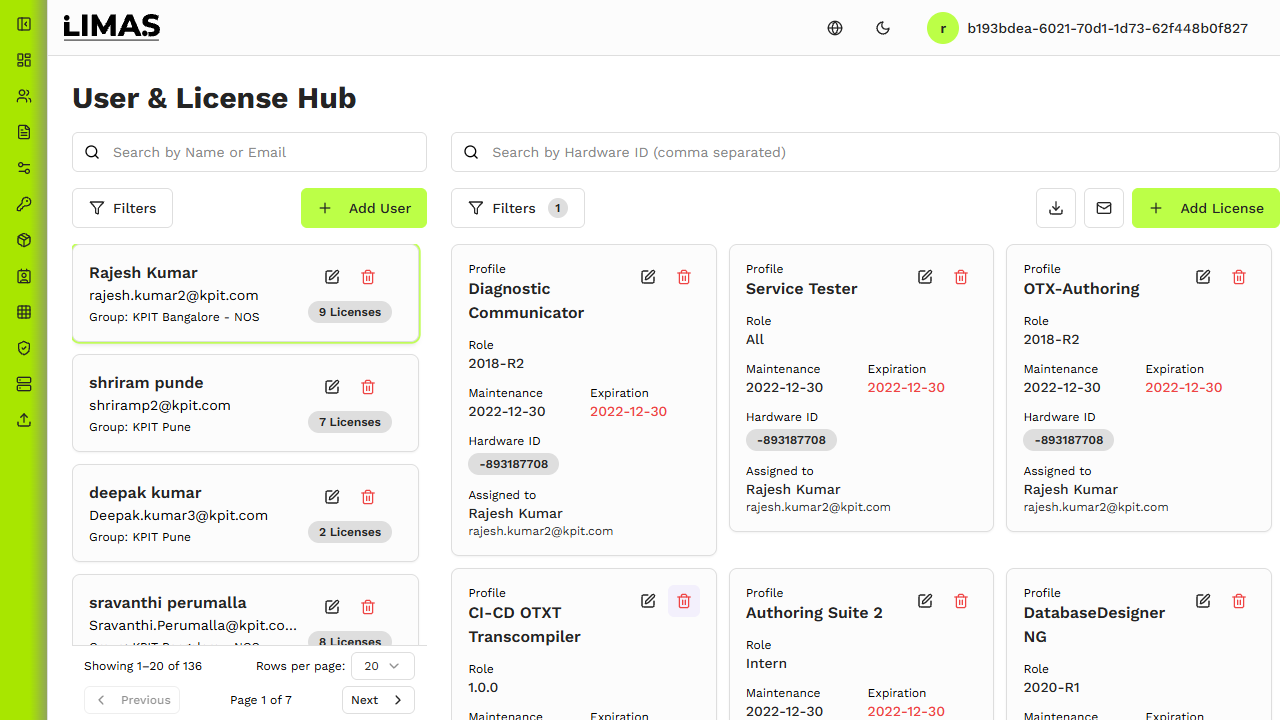 LIMAS
r
b193bdea-6021-70d1-1d73-62f448b0f827
User & License Hub
Search by Name or Email
Search by Hardware ID (comma separated)
Filters
Add User
Filters 1
Add License
Rajesh Kumar
rajesh.kumar2@kpit.com
Group: KPIT Bangalore - NOS
9 Licenses
shriram punde
shriramp2@kpit.com
Group: KPIT Pune
7 Licenses
deepak kumar
Deepak.kumar3@kpit.com
Group: KPIT Pune
2 Licenses
sravanthi perumalla
Sravanthi.Perumalla@kpit.co...
8 Licenses
Showing 1–20 of 136
Rows per page: 20
Previous
Page 1 of 7
Next
Profile
Diagnostic
Communicator
Role
2018-R2
Maintenance Expiration
2022-12-30 2022-12-30
Hardware ID
-893187708
Assigned to
Rajesh Kumar
rajesh.kumar2@kpit.com
Profile
Service Tester
Role
All
Maintenance Expiration
2022-12-30 2022-12-30
Hardware ID
-893187708
Assigned to
Rajesh Kumar
rajesh.kumar2@kpit.com
Profile
OTX-Authoring
Role
2018-R2
Maintenance Expiration
2022-12-30 2022-12-30
Hardware ID
-893187708
Assigned to
Rajesh Kumar
rajesh.kumar2@kpit.com
Profile
CI-CD OTXT
Transcompiler
Role
1.0.0
Maintenance Expiration
Profile
Authoring Suite 2
Role
Intern
Maintenance Expiration
2022-12-30 2022-12-30
Profile
DatabaseDesigner
NG
Role
2020-R1
Maintenance Expiration